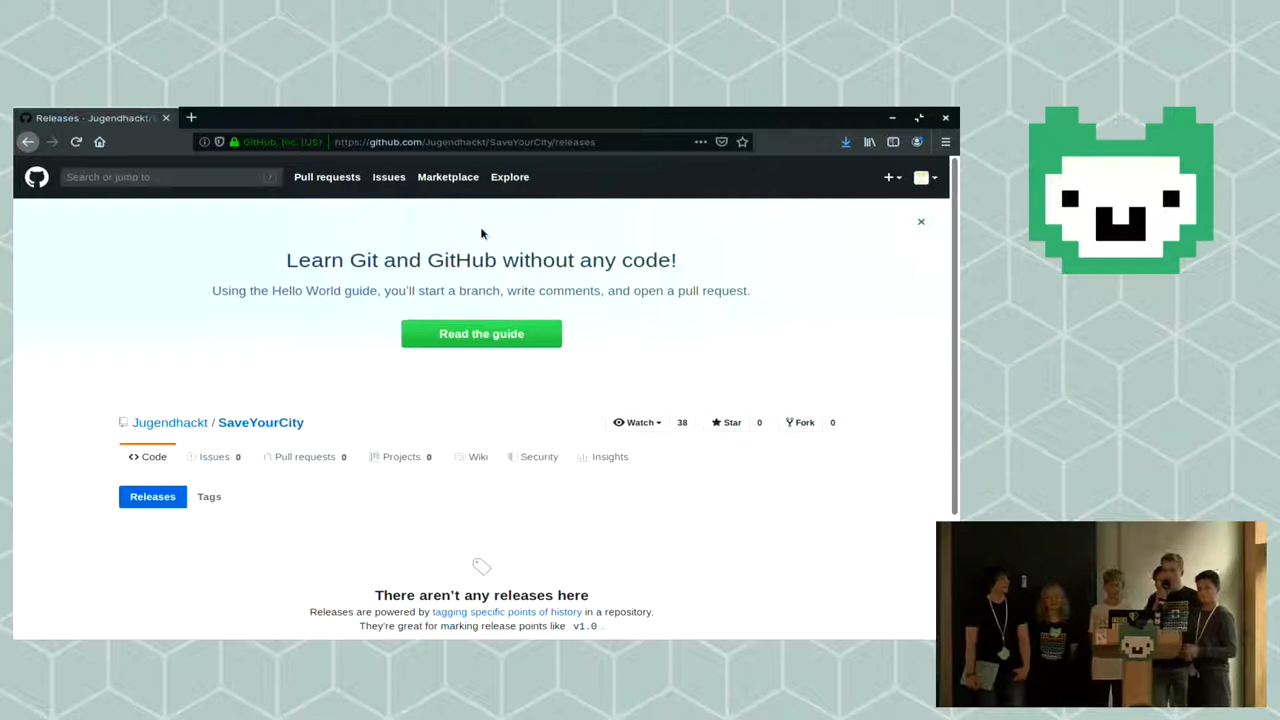 Releases · Jugendhackt/
GitHub, Inc. (US)
https://github.com/Jugendhackt/SaveYourCity/releases
Search or jump to…
/
Pull requests
Issues
Marketplace
Explore
Learn Git and GitHub without any code!
Using the Hello World guide, you’ll start a branch, write comments, and open a pull request.
Read the guide
Jugendhackt / SaveYourCity
Watch
38
Star
0
Fork
0
Code
Issues 0
Pull requests 0
Projects 0
Wiki
Security
Insights
Releases
Tags
There aren’t any releases here
Releases are powered by tagging specific points of history in a repository.
They’re great for marking release points like v1.0 .